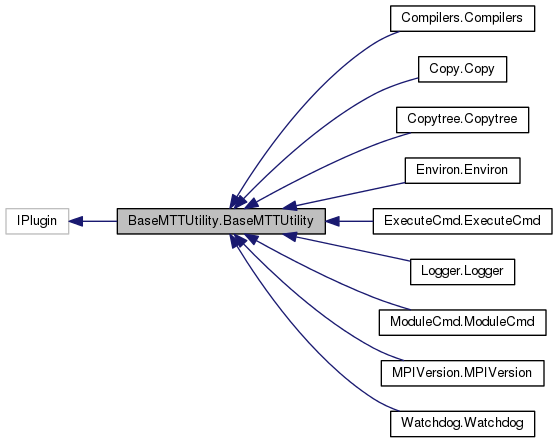 Compilers.Compilers
Copy.Copy
Copytree.Copytree
Environ.Environ
IPlugin
BaseMTTUtility.BaseMTTUtility
ExecuteCmd.ExecuteCmd
Logger.Logger
ModuleCmd.ModuleCmd
MPIVersion.MPIVersion
Watchdog.Watchdog